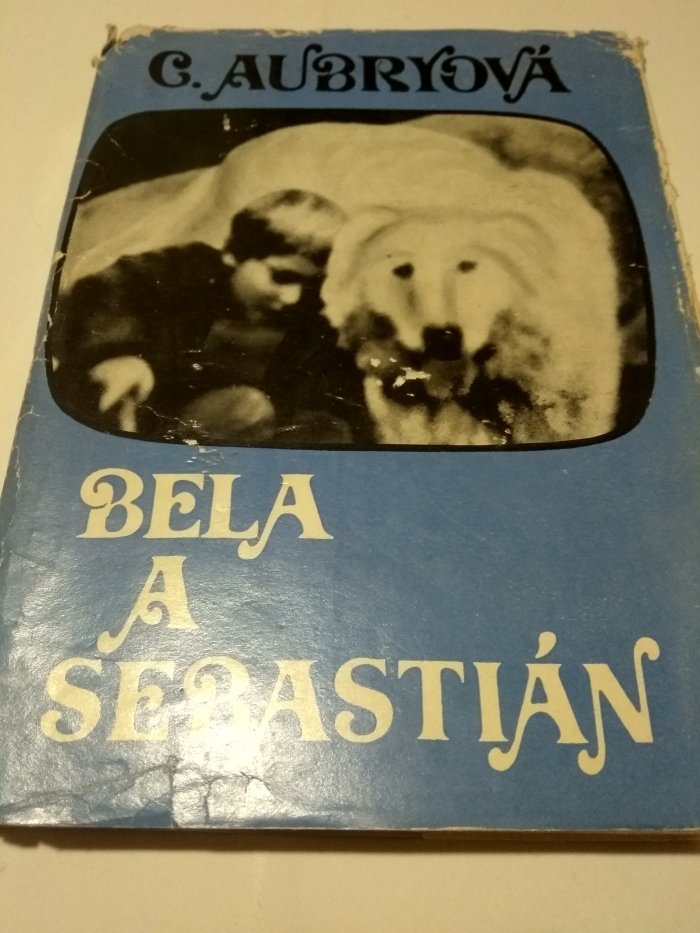 C. AUBRYOVÁ
BELA
A
SEBASTIÁN